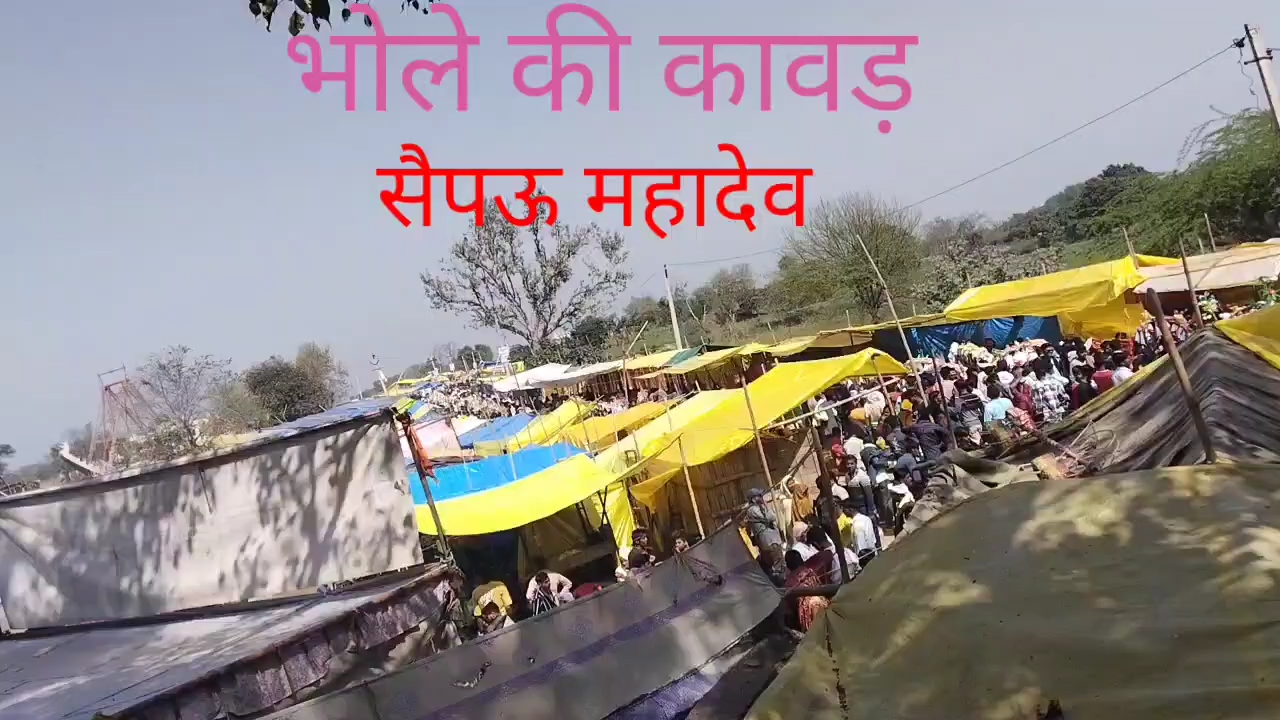 भोले की कावड़
सैपऊ महादेव